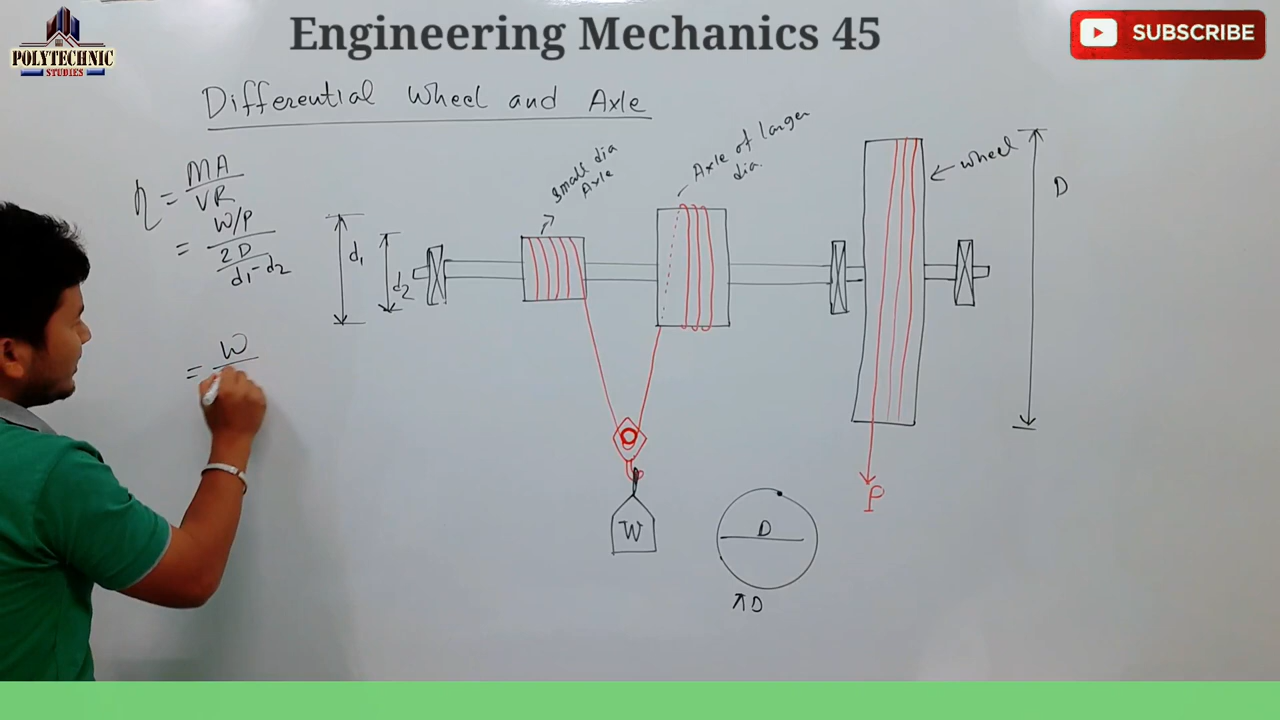 Engineering Mechanics 45
POLYTECHNIC
STUDIES
SUBSCRIBE
Differential Wheel and Axle
η = MA
VR
= W/P
2D
d1-d2
= W
d1
d2
Small dia
Axle
Axle of larger
dia.
Wheel
D
W
P
D
πD